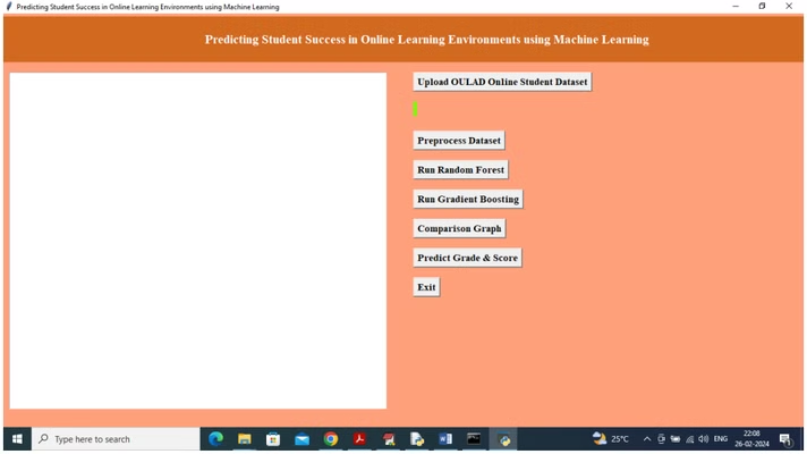 Predicting Student Success in Online Learning Environments using Machine Learning
Predicting Student Success in Online Learning Environments using Machine Learning
Upload OULAD Online Student Dataset
Preprocess Dataset
Run Random Forest
Run Gradient Boosting
Comparison Graph
Predict Grade & Score
Exit
Type here to search
25°C
ENG
22:08
26-02-2024